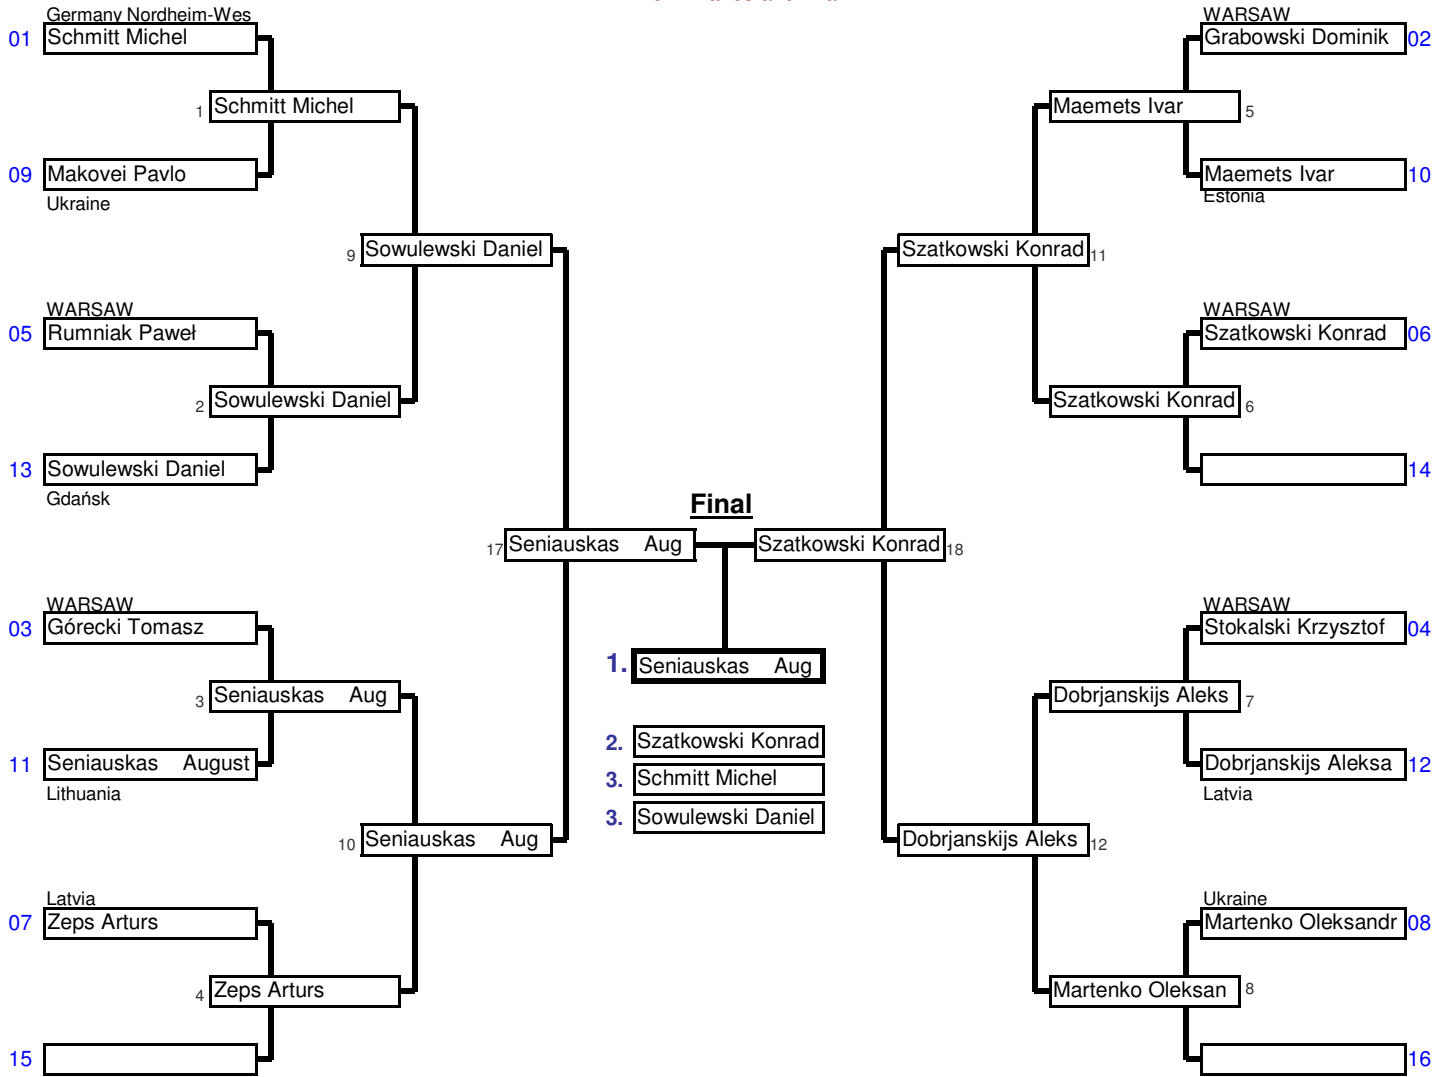 Germany Nordheim-Wes
01 Schmitt Michel
1 Schmitt Michel
09 Makovei Pavlo
Ukraine
9 Sowulewski Daniel
WARSAW
05 Rumniak Paweł
2 Sowulewski Daniel
13 Sowulewski Daniel
Gdańsk
17 Seniauskas Aug
WARSAW
03 Górecki Tomasz
3 Seniauskas Aug
11 Seniauskas August
Lithuania
10 Seniauskas Aug
Latvia
07 Zeps Arturs
4 Zeps Arturs
15
Final
1. Seniauskas Aug
2. Szatkowski Konrad
3. Schmitt Michel
3. Sowulewski Daniel
WARSAW
Grabowski Dominik 02
Maemets Ivar 5
Maemets Ivar 10
Estonia
Szatkowski Konrad 11
WARSAW
Szatkowski Konrad 06
Szatkowski Konrad 6
14
Szatkowski Konrad 18
WARSAW
Stokalski Krzysztof 04
Dobrjanskijs Aleks 7
Dobrjanskijs Aleksa 12
Latvia
Dobrjanskijs Aleks 12
Ukraine
Martenko Oleksandr 08
Martenko Oleksan 8
16